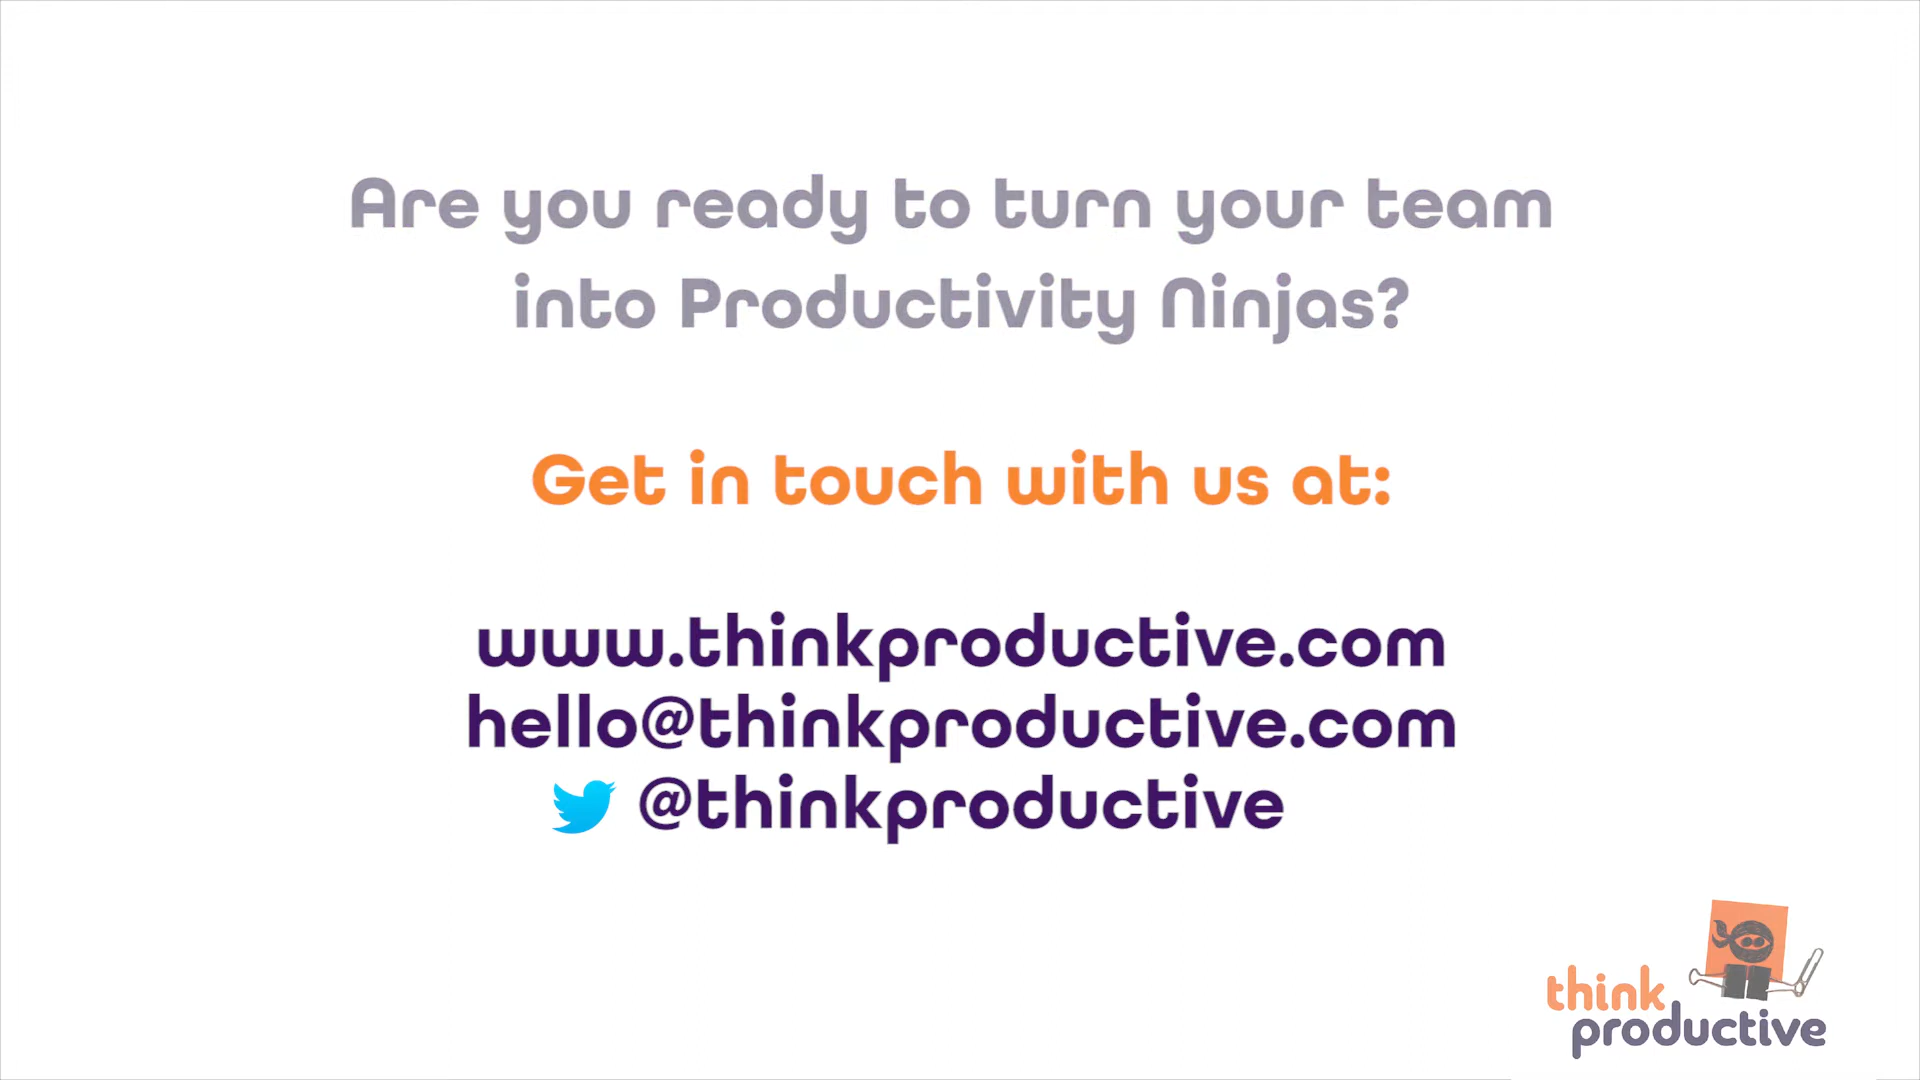 Are you ready to turn your team
into Productivity Ninjas?
Get in touch with us at:
www.thinkproductive.com
hello@thinkproductive.com
@thinkproductive
think
productive